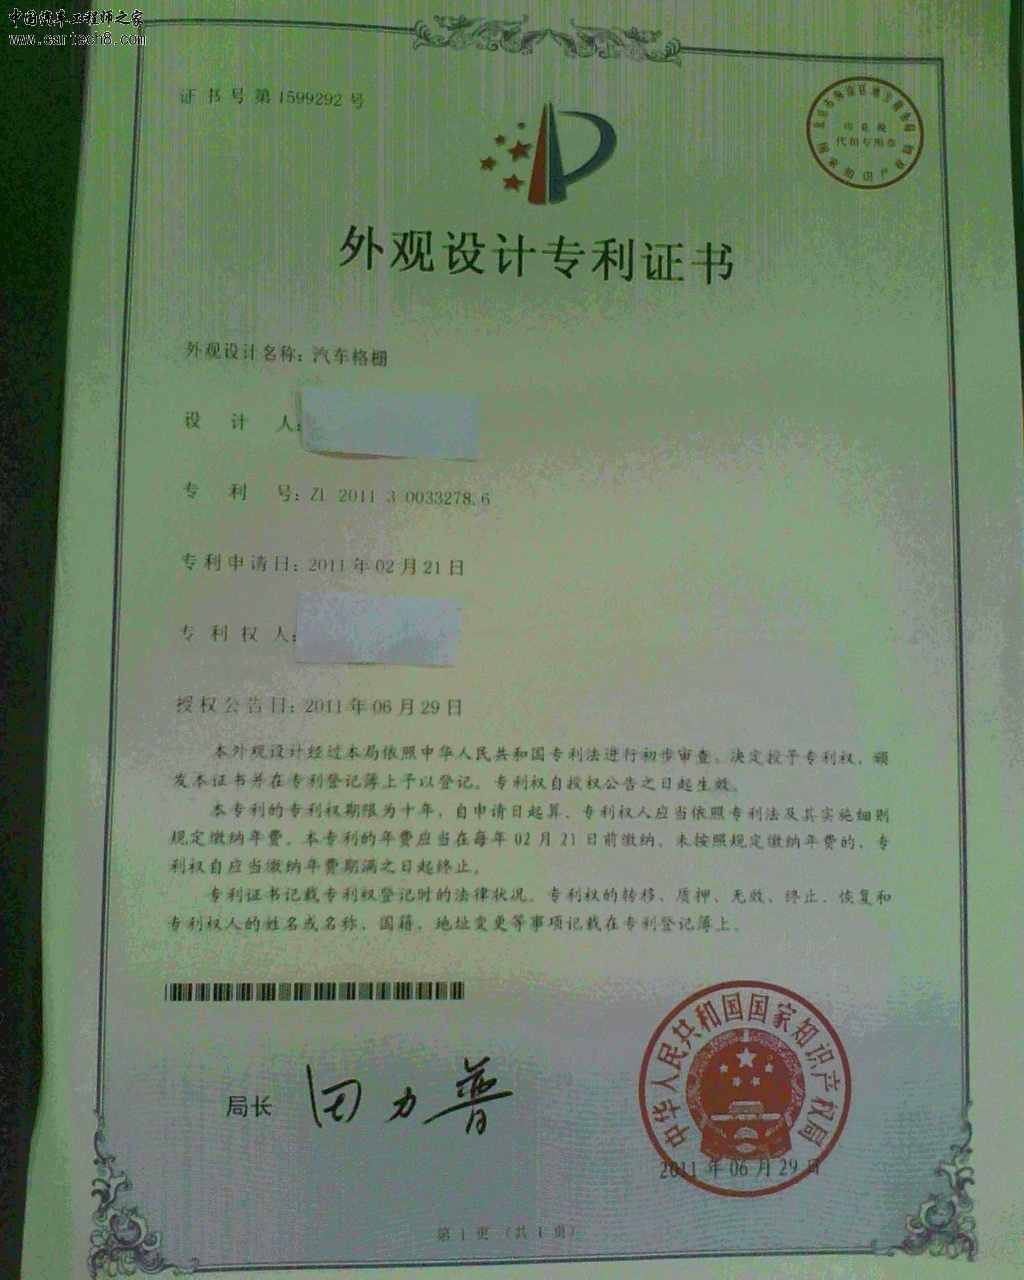 中国汽车工程师之家
www.cartech8.com
证书号第1599292号
代扣专用章
外观设计专利证书
外观设计名称：汽车格栅
设 计 人：
专 利 号：ZL 2011 3 0033278.6
专利申请日：2011年02月21日
专 利 权 人：
授权公告日：2011年06月29日
本外观设计经过本局依照中华人民共和国专利法进行初步审查，决定授予专利权，颁
发本证书并在专利登记簿上予以登记。专利权自授权公告之日起生效。
本专利的专利权期限为十年，自申请日起算。专利权人应当依照专利法及其实施细则
规定缴纳年费。本专利的年费应当在每年02月21日前缴纳。未按照规定缴纳年费的，专
利权自应当缴纳年费期满之日起终止。
专利证书记载专利权登记时的法律状况。专利权的转移、质押、无效、终止、恢复和
专利权人的姓名或名称、国籍、地址变更等事项记载在专利登记簿上。
局长 田力普
中华人民共和国国家知识产权局
2011年06月29日
第1页（共1页）